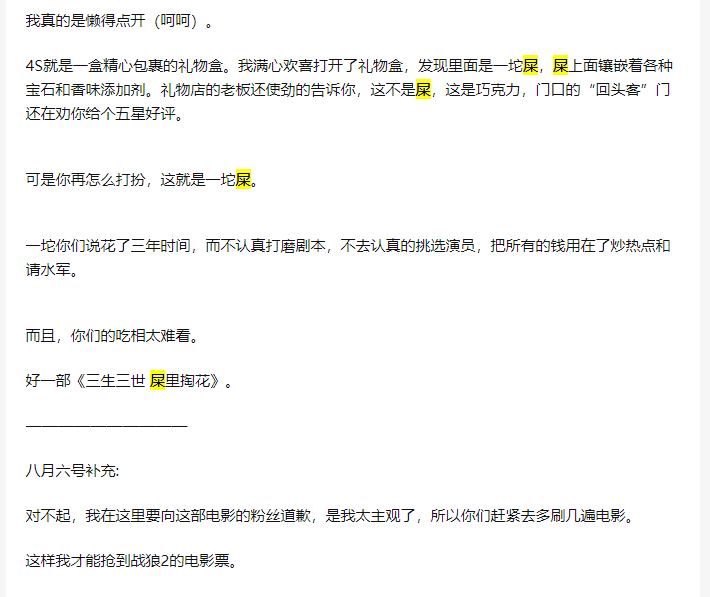 我真的是懒得点开（呵呵）。
4S就是一盒精心包裹的礼物盒。我满心欢喜打开了礼物盒，发现里面是一坨屎，屎上面镶嵌着各种
宝石和香味添加剂。礼物店的老板还使劲的告诉你，这不是屎，这是巧克力，门口的“回头客”门
还在劝你给个五星好评。
可是你再怎么打扮，这就是一坨屎。
一坨你们说花了三年时间，而不认真打磨剧本，不去认真的挑选演员，把所有的钱用在了炒热点和
请水军。
而且，你们的吃相太难看。
好一部《三生三世 屎里掏花》。
———————————
八月六号补充:
对不起，我在这里要向这部电影的粉丝道歉，是我太主观了，所以你们赶紧去多刷几遍电影。
这样我才能抢到战狼2的电影票。